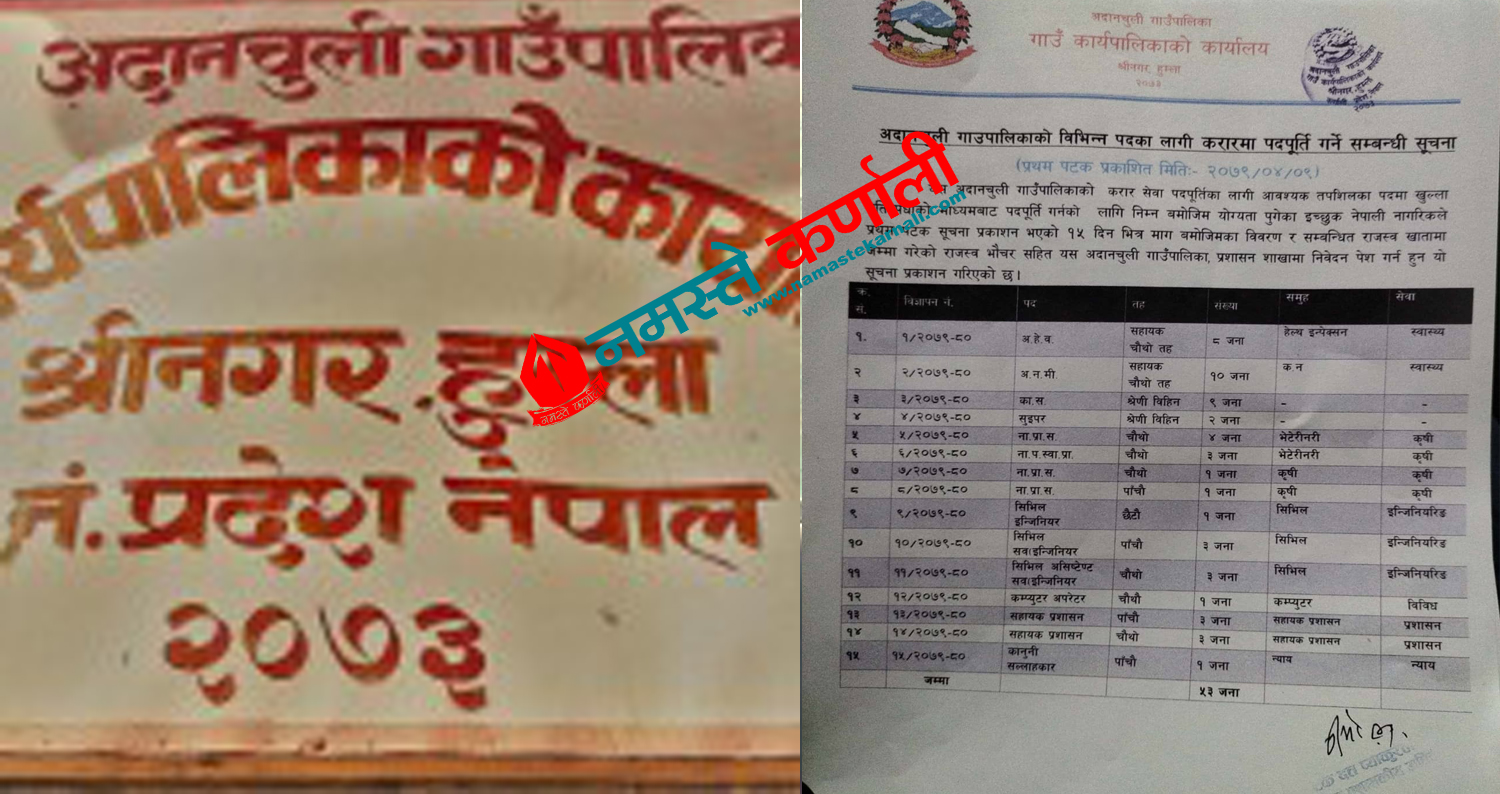 अदानचुली गाउँपालिक
र्यपालिकाको काय
श्रीनगर, हुम्ला
नं. प्रदेश नेपाल
२०७३
नमस्ते कर्णाली
www.namastekarnali.com
नमस्ते कर्णाली
अदानचुली गाउँपालिका
गाउँ कार्यपालिकाको कार्यालय
श्रीनगर, हुम्ला
२०७३
अदानचुली गाउपालिकाको विभिन्न पदका लागी करारमा पदपूर्ति गर्ने सम्बन्धी सूचना
(प्रथम पटक प्रकाशित मितिः- २०७९/०४/०९)
यस अदानचुली गाउँपालिकाको करार सेवा पदपूर्तिका लागी आवश्यक तपशिलका पदमा खुल्ला
माध्यमबाट पदपूर्ति गर्नको लागि निम्न बमोजिम योग्यता पुगेका इच्छुक नेपाली नागरिकले
प्रथम पटक सूचना प्रकाशन भएको १५ दिन भित्र माग बमोजिमका विवरण र सम्बन्धित राजस्व खातामा
जम्मा गरेको राजस्व भौचर सहित यस अदानचुली गाउँपालिका, प्रशासन शाखामा निवेदन पेश गर्न हुन यो
सूचना प्रकाशन गरिएको छ।
क्र. सं. विज्ञापन नं. पद तह संख्या समुह सेवा
१. १/२०७९-८० अ.हे.व. सहायक चौथो तह ८ जना हेल्थ इन्पेक्सन स्वास्थ्य
२ २/२०७९-८० अ.न.मी. सहायक चौथो तह १० जना क.न स्वास्थ्य
३ ३/२०७९-८० का.स. श्रेणी विहिन ९ जना - -
४ ४/२०७९-८० सुइपर श्रेणी विहिन २ जना - -
५ ५/२०७९-८० ना.प्रा.स. चौथो ४ जना भेटेरीनरी कृषी
६ ६/२०७९-८० ना.प.स्वा.प्रा. चौथो ३ जना भेटेरीनरी कृषी
७ ७/२०७९-८० ना.प्रा.स. चौथो १ जना कृषी कृषी
८ ८/२०७९-८० ना.प्रा.स. पाँचौ १ जना कृषी कृषी
९ ९/२०७९-८० सिभिल इन्जिनियर छैटौ १ जना सिभिल इन्जिनियरिङ
१० १०/२०७९-८० सिभिल सव।इन्जिनियर पाँचौ ३ जना सिभिल इन्जिनियरिङ
११ ११/२०७९-८० सिभिल असिष्टेण्ट सव।इन्जिनियर चौथो ३ जना सिभिल इन्जिनियरिङ
१२ १२/२०७९-८० कम्प्युटर अपरेटर चौथौ १ जना कम्प्युटर विविध
१३ १३/२०७९-८० सहायक प्रशासन पाँचौ ३ जना सहायक प्रशासन प्रशासन
१४ १४/२०७९-८० सहायक प्रशासन चौथो ३ जना सहायक प्रशासन प्रशासन
१५ १५/२०७९-८० कानुनी सल्लाहकार पाँचौ १ जना न्याय न्याय
जम्मा ५३ जना